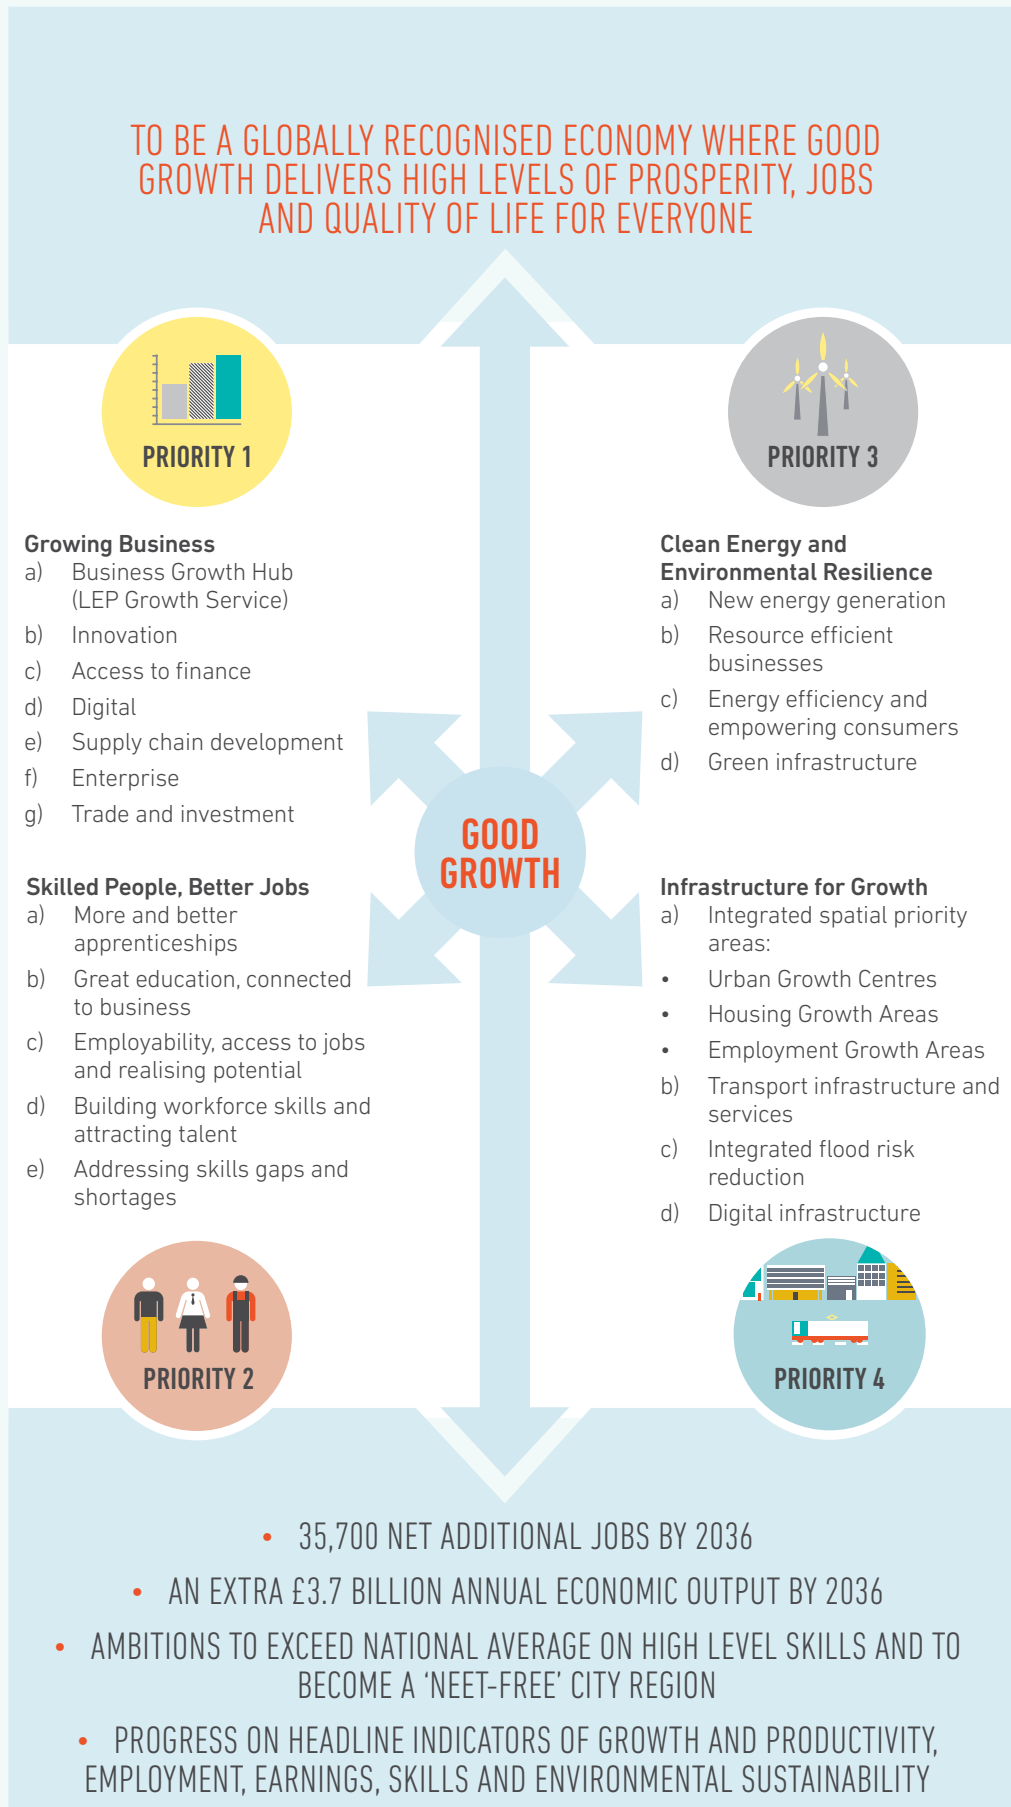 TO BE A GLOBALLY RECOGNISED ECONOMY WHERE GOOD
GROWTH DELIVERS HIGH LEVELS OF PROSPERITY, JOBS
AND QUALITY OF LIFE FOR EVERYONE
PRIORITY 1
Growing Business
a) Business Growth Hub
(LEP Growth Service)
b) Innovation
c) Access to finance
d) Digital
e) Supply chain development
f) Enterprise
g) Trade and investment
Skilled People, Better Jobs
a) More and better
apprenticeships
b) Great education, connected
to business
c) Employability, access to jobs
and realising potential
d) Building workforce skills and
attracting talent
e) Addressing skills gaps and
shortages
PRIORITY 2
GOOD
GROWTH
PRIORITY 3
Clean Energy and
Environmental Resilience
a) New energy generation
b) Resource efficient
businesses
c) Energy efficiency and
empowering consumers
d) Green infrastructure
Infrastructure for Growth
a) Integrated spatial priority
areas:
• Urban Growth Centres
• Housing Growth Areas
• Employment Growth Areas
b) Transport infrastructure and
services
c) Integrated flood risk
reduction
d) Digital infrastructure
PRIORITY 4
• 35,700 NET ADDITIONAL JOBS BY 2036
• AN EXTRA £3.7 BILLION ANNUAL ECONOMIC OUTPUT BY 2036
• AMBITIONS TO EXCEED NATIONAL AVERAGE ON HIGH LEVEL SKILLS AND TO
BECOME A ‘NEET-FREE’ CITY REGION
• PROGRESS ON HEADLINE INDICATORS OF GROWTH AND PRODUCTIVITY,
EMPLOYMENT, EARNINGS, SKILLS AND ENVIRONMENTAL SUSTAINABILITY